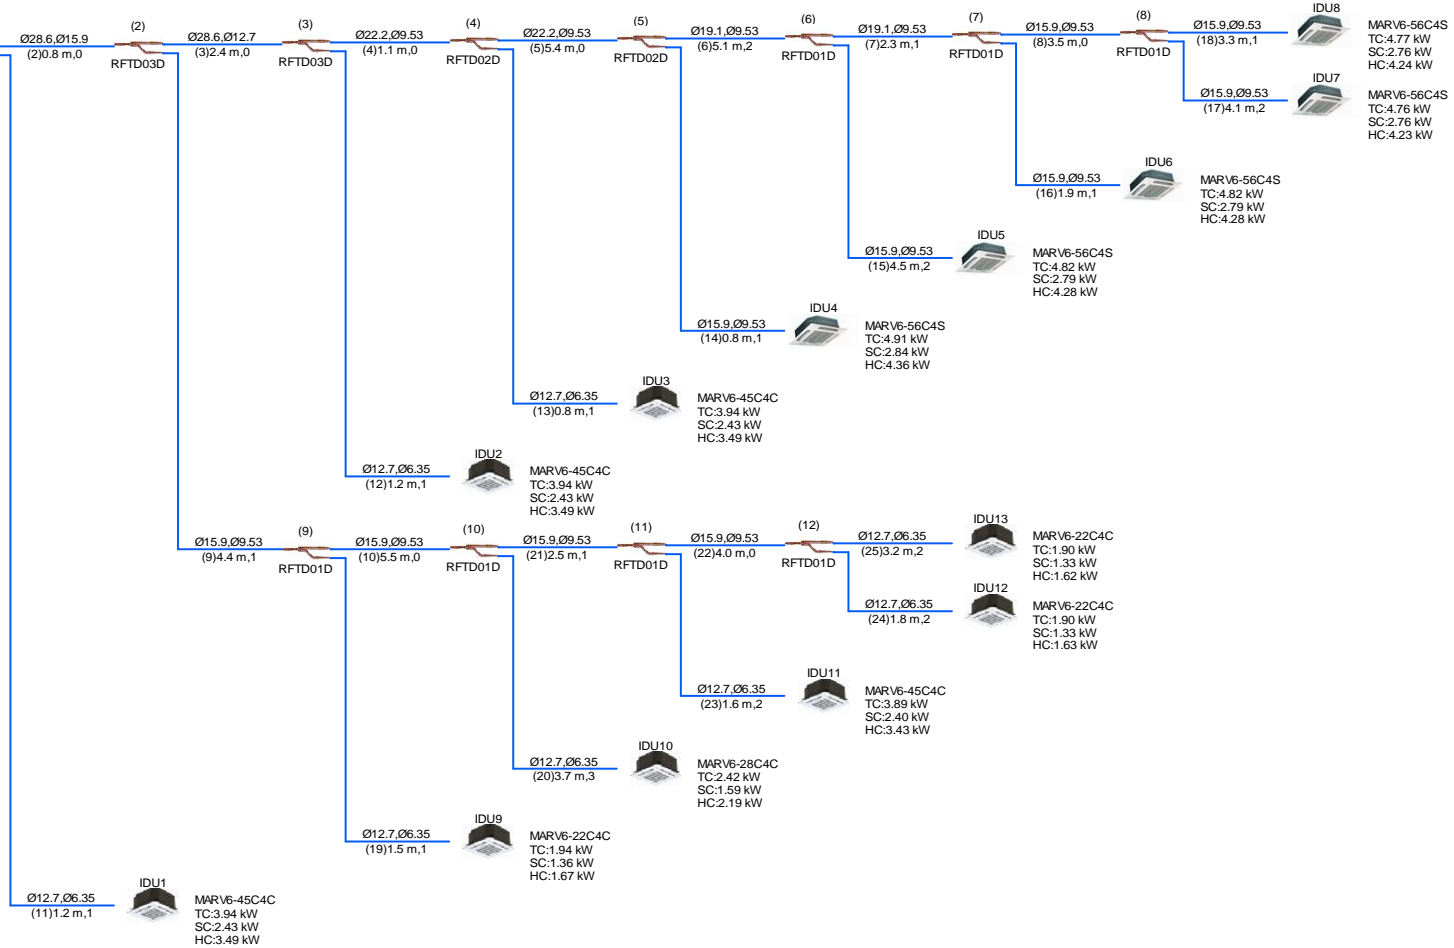 Ø28.6,Ø15.9
(2)0.8 m,0
(2)
RFTD03D
Ø28.6,Ø12.7
(3)2.4 m,0
(3)
RFTD03D
Ø22.2,Ø9.53
(4)1.1 m,0
(4)
RFTD02D
Ø22.2,Ø9.53
(5)5.4 m,0
(5)
RFTD02D
Ø19.1,Ø9.53
(6)5.1 m,2
(6)
RFTD01D
Ø19.1,Ø9.53
(7)2.3 m,1
(7)
RFTD01D
Ø15.9,Ø9.53
(8)3.5 m,0
(8)
RFTD01D
Ø15.9,Ø9.53
(18)3.3 m,1
IDU8
MARV6-56C4S
TC:4.77 kW
SC:2.76 kW
HC:4.24 kW
Ø15.9,Ø9.53
(17)4.1 m,2
IDU7
MARV6-56C4S
TC:4.76 kW
SC:2.76 kW
HC:4.23 kW
Ø15.9,Ø9.53
(16)1.9 m,1
IDU6
MARV6-56C4S
TC:4.82 kW
SC:2.79 kW
HC:4.28 kW
Ø15.9,Ø9.53
(15)4.5 m,2
IDU5
MARV6-56C4S
TC:4.82 kW
SC:2.79 kW
HC:4.28 kW
Ø15.9,Ø9.53
(14)0.8 m,1
IDU4
MARV6-56C4S
TC:4.91 kW
SC:2.84 kW
HC:4.36 kW
Ø12.7,Ø6.35
(13)0.8 m,1
IDU3
MARV6-45C4C
TC:3.94 kW
SC:2.43 kW
HC:3.49 kW
Ø12.7,Ø6.35
(12)1.2 m,1
IDU2
MARV6-45C4C
TC:3.94 kW
SC:2.43 kW
HC:3.49 kW
Ø15.9,Ø9.53
(9)4.4 m,1
(9)
RFTD01D
Ø15.9,Ø9.53
(10)5.5 m,0
(10)
RFTD01D
Ø15.9,Ø9.53
(21)2.5 m,1
(11)
RFTD01D
Ø15.9,Ø9.53
(22)4.0 m,0
(12)
RFTD01D
Ø12.7,Ø6.35
(25)3.2 m,2
IDU13
MARV6-22C4C
TC:1.90 kW
SC:1.33 kW
HC:1.62 kW
Ø12.7,Ø6.35
(24)1.8 m,2
IDU12
MARV6-22C4C
TC:1.90 kW
SC:1.33 kW
HC:1.63 kW
Ø12.7,Ø6.35
(23)1.6 m,2
IDU11
MARV6-45C4C
TC:3.89 kW
SC:2.40 kW
HC:3.43 kW
Ø12.7,Ø6.35
(20)3.7 m,3
IDU10
MARV6-28C4C
TC:2.42 kW
SC:1.59 kW
HC:2.19 kW
Ø12.7,Ø6.35
(19)1.5 m,1
IDU9
MARV6-22C4C
TC:1.94 kW
SC:1.36 kW
HC:1.67 kW
Ø12.7,Ø6.35
(11)1.2 m,1
IDU1
MARV6-45C4C
TC:3.94 kW
SC:2.43 kW
HC:3.49 kW